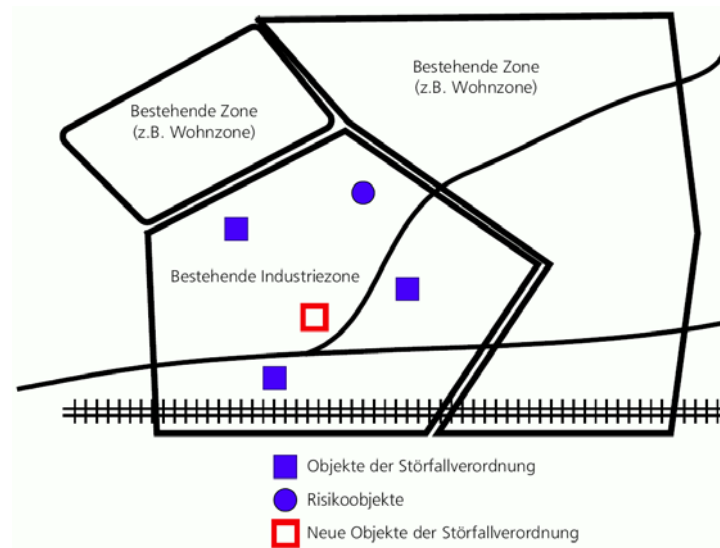 Bestehende Zone
(z.B. Wohnzone)
Bestehende Zone
(z.B. Wohnzone)
Bestehende Industriezone
Objekte der Störfallverordnung
Risikoobjekte
Neue Objekte der Störfallverordnung